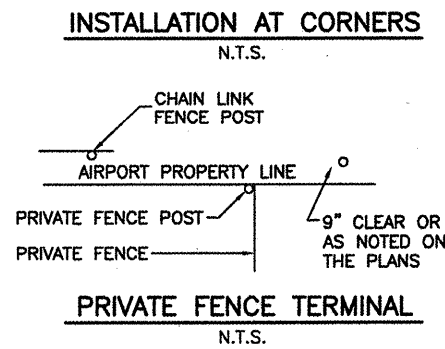 INSTALLATION AT CORNERS
N.T.S.
CHAIN LINK
FENCE POST
AIRPORT PROPERTY LINE
PRIVATE FENCE POST
PRIVATE FENCE
9" CLEAR OR
AS NOTED ON
THE PLANS
PRIVATE FENCE TERMINAL
N.T.S.